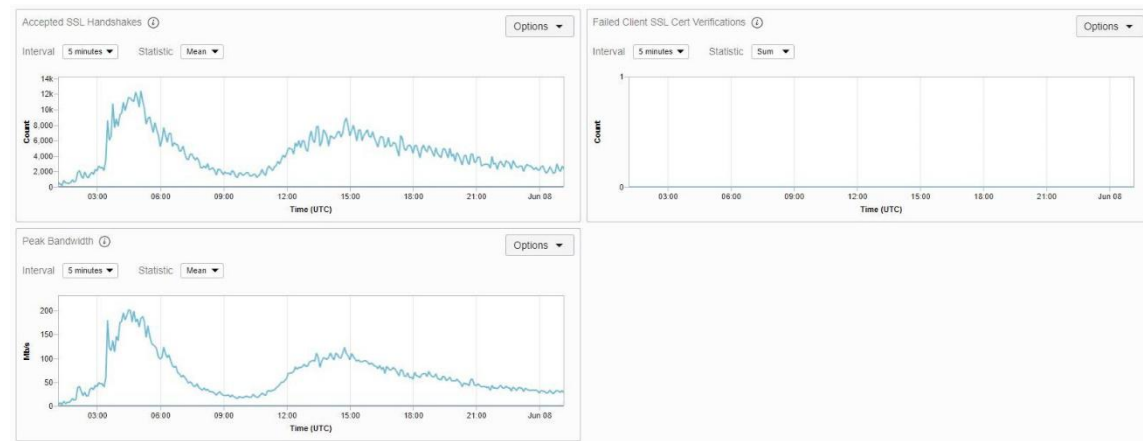 Accepted SSL Handshakes
Options
Interval 5 minutes Statistic Mean
14k
12k
10k
8,000
6,000
4,000
2,000
0
Count
03:00 06:00 09:00 12:00 15:00 18:00 21:00 Jun 08
Time (UTC)
Failed Client SSL Cert Verifications
Options
Interval 5 minutes Statistic Sum
1
0
Count
03:00 06:00 09:00 12:00 15:00 18:00 21:00 Jun 08
Time (UTC)
Peak Bandwidth
Options
Interval 5 minutes Statistic Mean
200
150
100
50
0
Mb/s
03:00 06:00 09:00 12:00 15:00 18:00 21:00 Jun 08
Time (UTC)